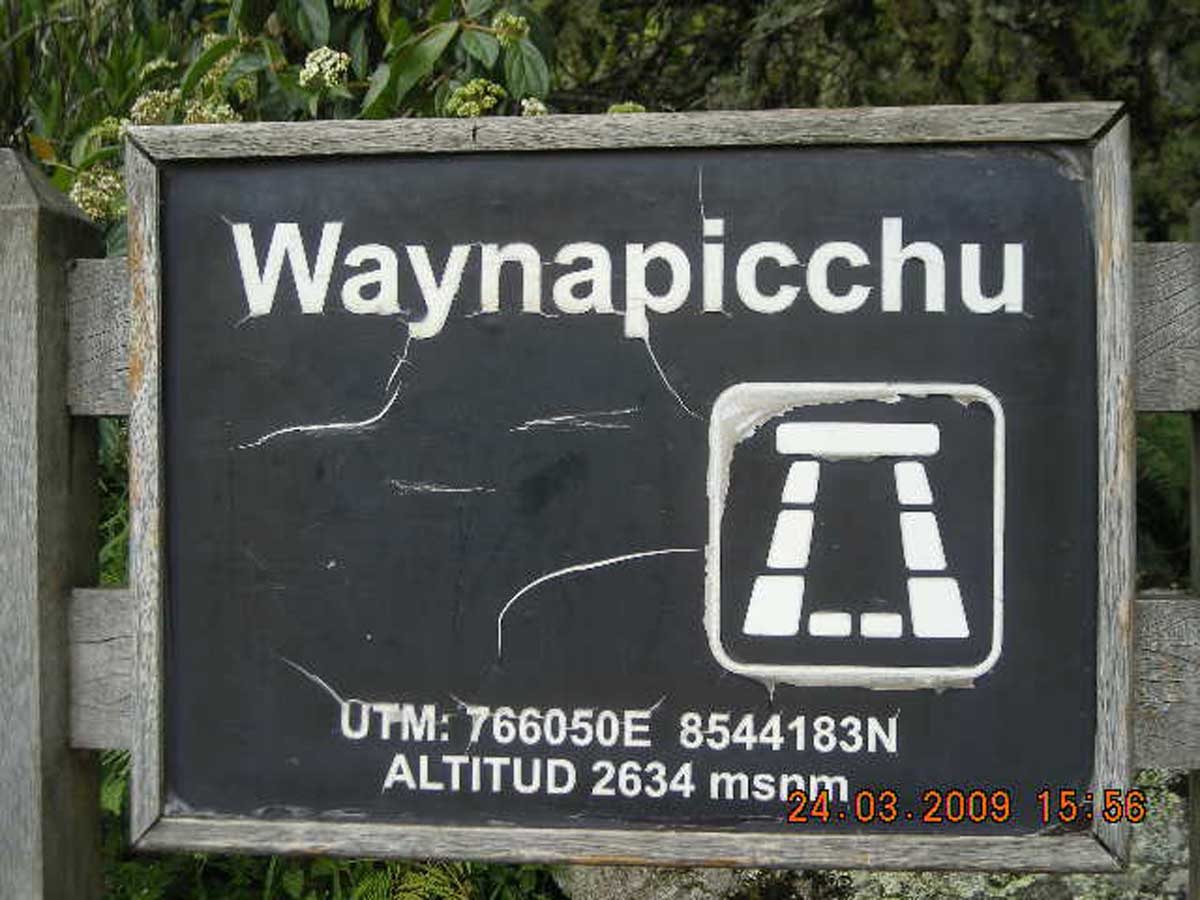 Waynapicchu
UTM: 766050E 8544183N
ALTITUD 2634 msnm
24.03.2009 15:56